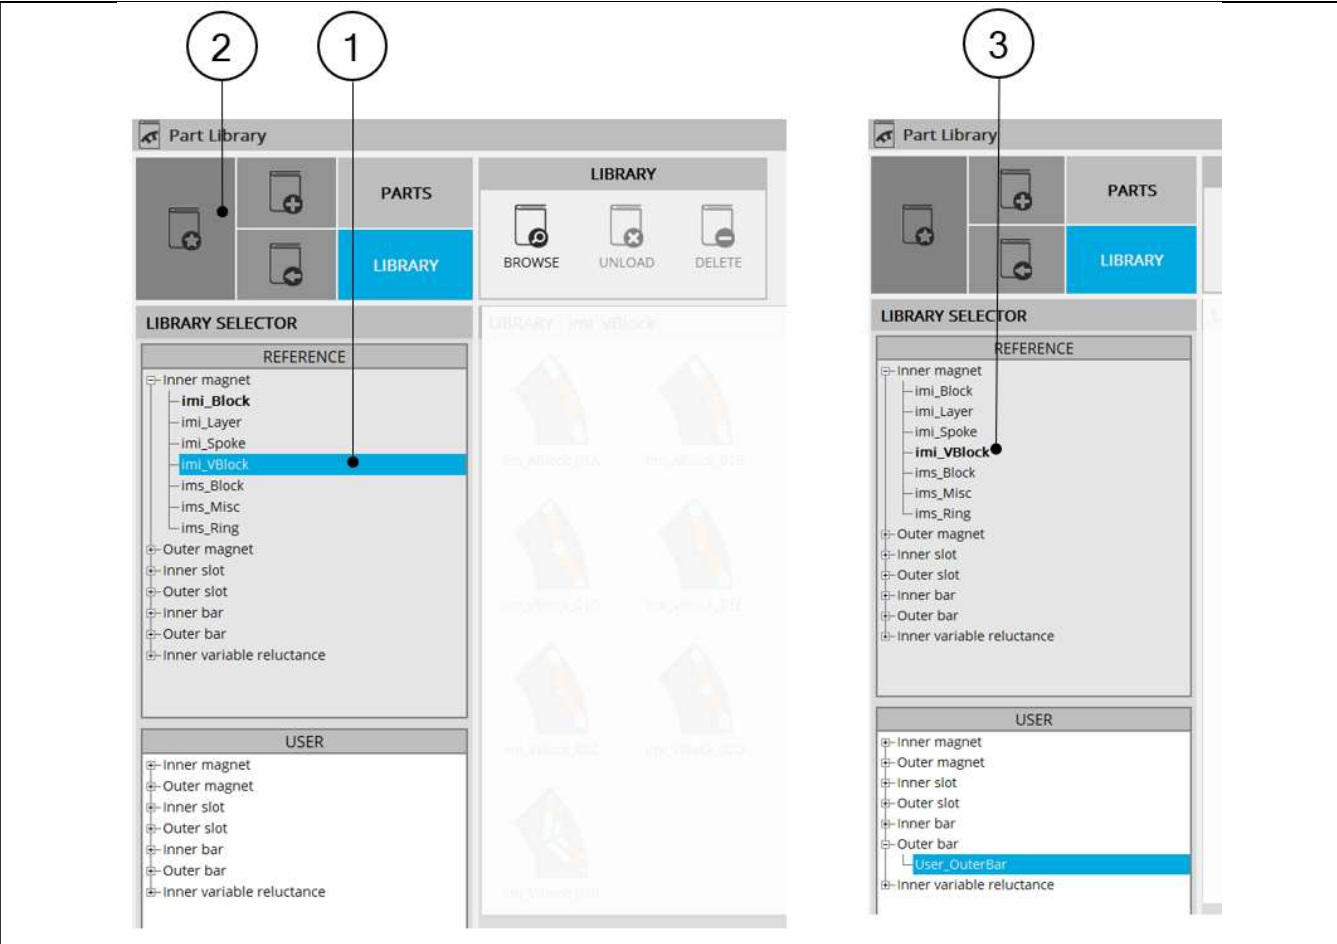 2
1
3
Part Library
PARTS
LIBRARY
LIBRARY
BROWSE
UNLOAD
DELETE
LIBRARY SELECTOR
LIBRARY : imi_VBlock
REFERENCE
Inner magnet
imi_Block
imi_Layer
imi_Spoke
imi_VBlock
ims_Block
ims_Misc
ims_Ring
Outer magnet
Inner slot
Outer slot
Inner bar
Outer bar
Inner variable reluctance
USER
Inner magnet
Outer magnet
Inner slot
Outer slot
Inner bar
Outer bar
Inner variable reluctance
Part Library
PARTS
LIBRARY
LIBRARY SELECTOR
REFERENCE
Inner magnet
imi_Block
imi_Layer
imi_Spoke
imi_VBlock
ims_Block
ims_Misc
ims_Ring
Outer magnet
Inner slot
Outer slot
Inner bar
Outer bar
Inner variable reluctance
USER
Inner magnet
Outer magnet
Inner slot
Outer slot
Inner bar
Outer bar
User_OuterBar
Inner variable reluctance